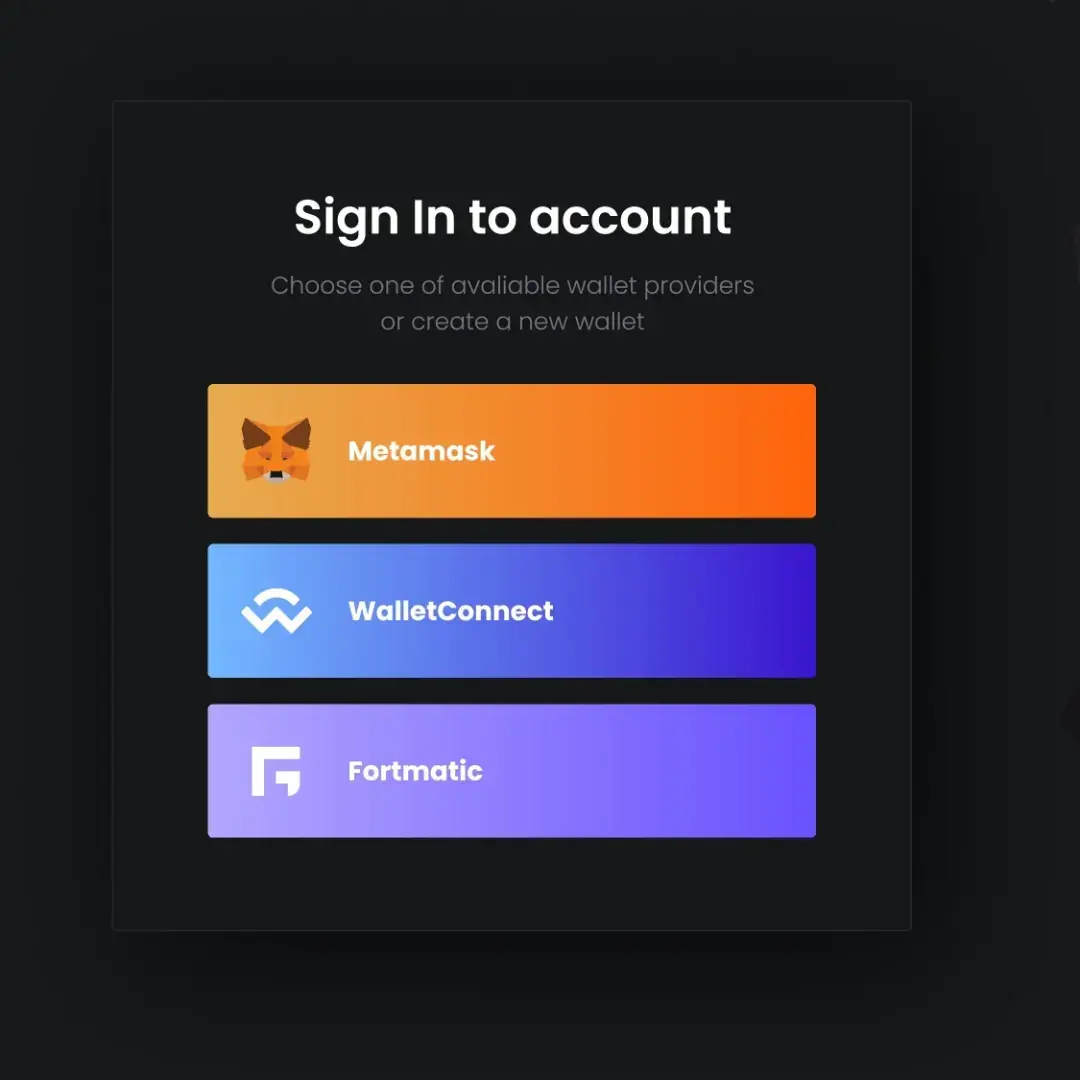 Sign In to account
Choose one of avaliable wallet providers
or create a new wallet
Metamask
WalletConnect
Fortmatic